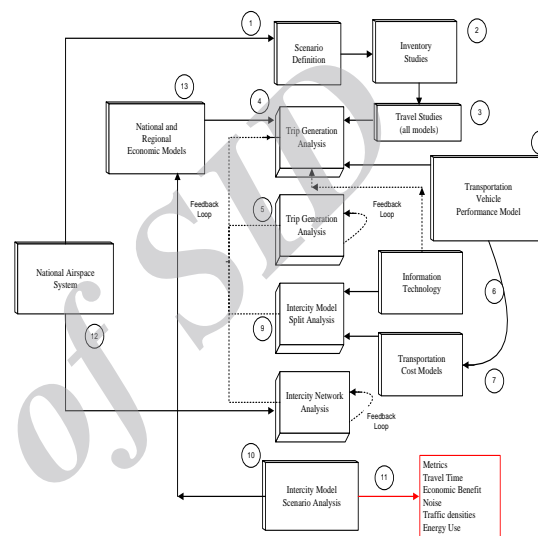 1
Scenario
Definition
2
Inventory
Studies
13
National and
Regional
Economic Models
4
Trip Generation
Analysis
3
Travel Studies
(all models)
Transportation
Vehicle
Performance Model
Feedback
Loop
5
Trip Generation
Analysis
Feedback
Loop
National Airspace
System
12
Information
Technology
6
9
Intercity Model
Split Analysis
Transportation
Cost Models
7
Intercity Network
Analysis
Feedback
Loop
10
Intercity Model
Scenario Analysis
11
Metrics
Travel Time
Economic Benefit
Noise
Traffic densities
Energy Use
of SID